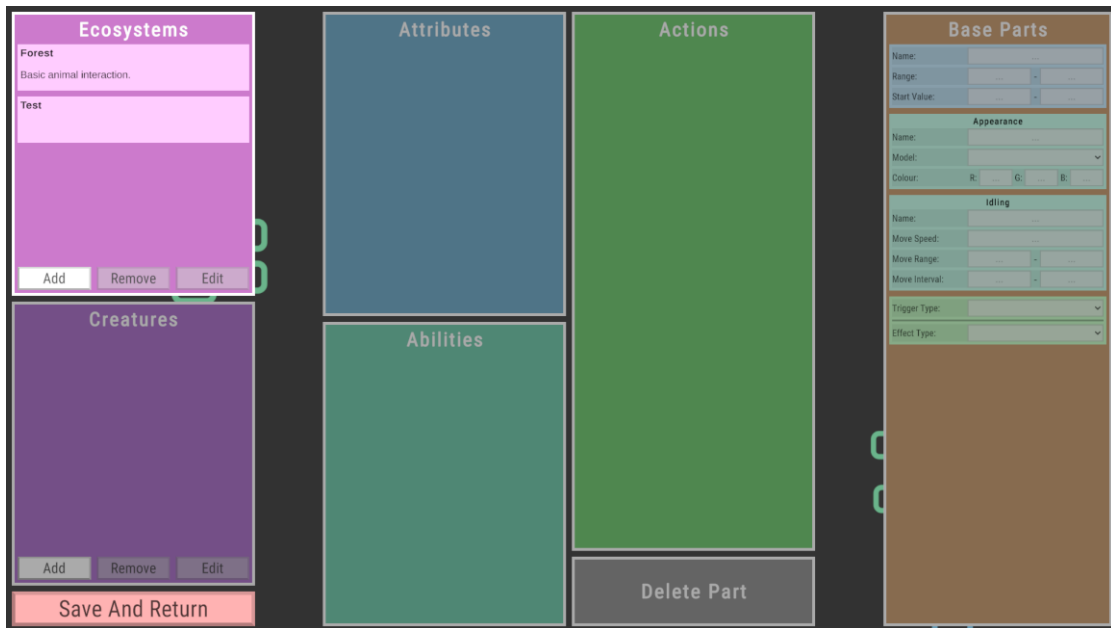 Ecosystems
Forest
Basic animal interaction.
Test
Add Remove Edit
Creatures
Add Remove Edit
Save And Return
Attributes
Abilities
Actions
Delete Part
Base Parts
Name: ...
Range: ... - ...
Start Value: ... - ...
Appearance
Name: ...
Model:
Colour: R: ... G: ... B: ...
Idling
Name: ...
Move Speed: ...
Move Range: ... - ...
Move Interval: ... - ...
Trigger Type:
Effect Type: